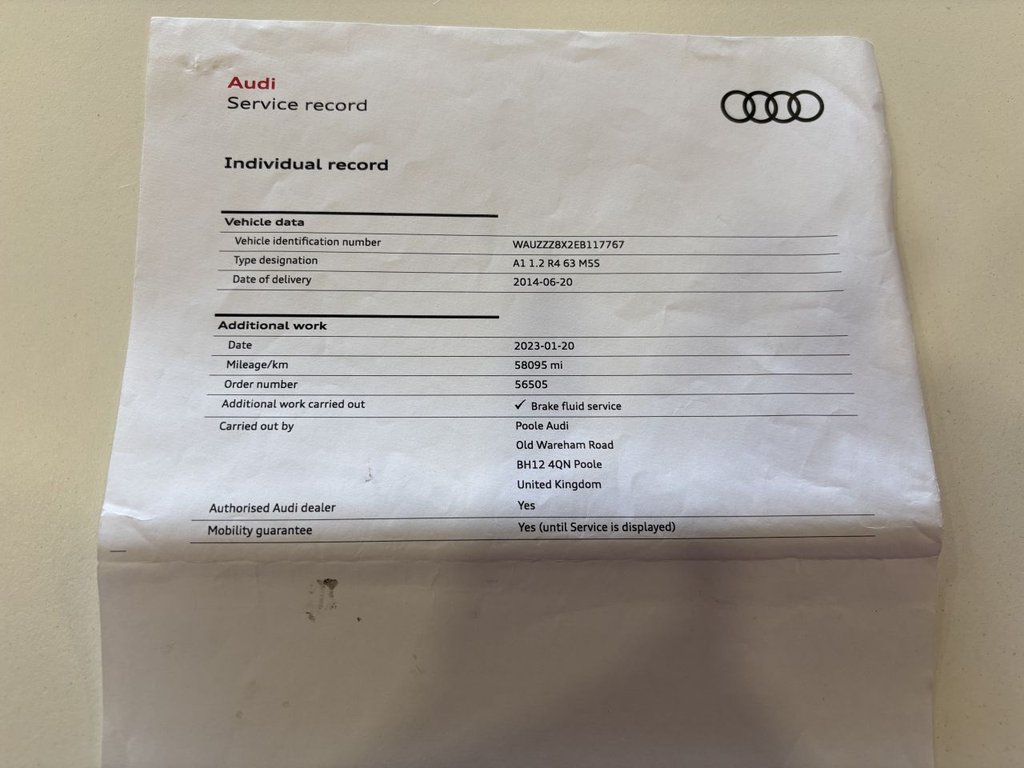 Audi
Service record
Individual record
Vehicle data
Vehicle identification number WAUZZZ8X2EB117767
Type designation A1 1.2 R4 63 M5S
Date of delivery 2014-06-20
Additional work
Date 2023-01-20
Mileage/km 58095 mi
Order number 56505
Additional work carried out ✓ Brake fluid service
Carried out by Poole Audi
Old Wareham Road
BH12 4QN Poole
United Kingdom
Authorised Audi dealer Yes
Mobility guarantee Yes (until Service is displayed)